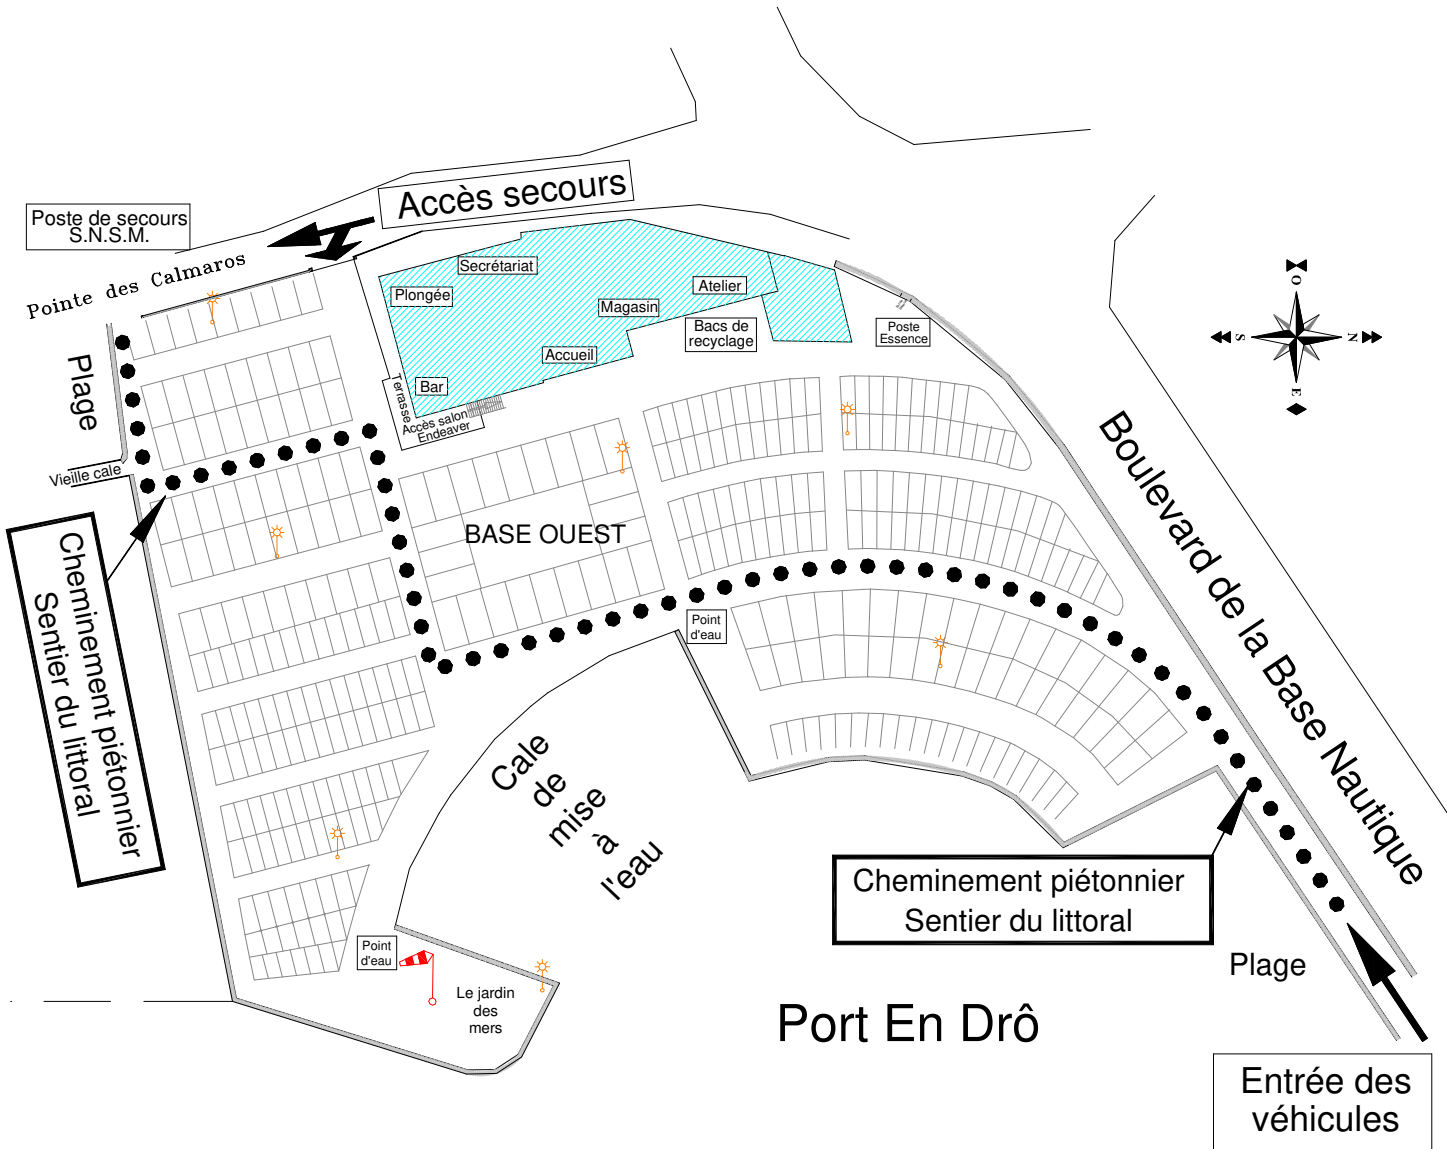 Accès secours
Poste de secours
S.N.S.M.
Pointe des Calmaros
Plage
Vieille cale
Cheminement piétonnier
Sentier du littoral
Secrétariat
Plongée
Magasin
Atelier
Accueil
Bar
Terrasse
Accès salon
Endeaver
Bacs de
recyclage
Poste
Essence
O
S
N
E
BASE OUEST
Point
d'eau
Boulevard de la Base Nautique
Cale
de
mise
à
l'eau
Cheminement piétonnier
Sentier du littoral
Point
d'eau
Le jardin
des
mers
Plage
Port En Drô
Entrée des
véhicules